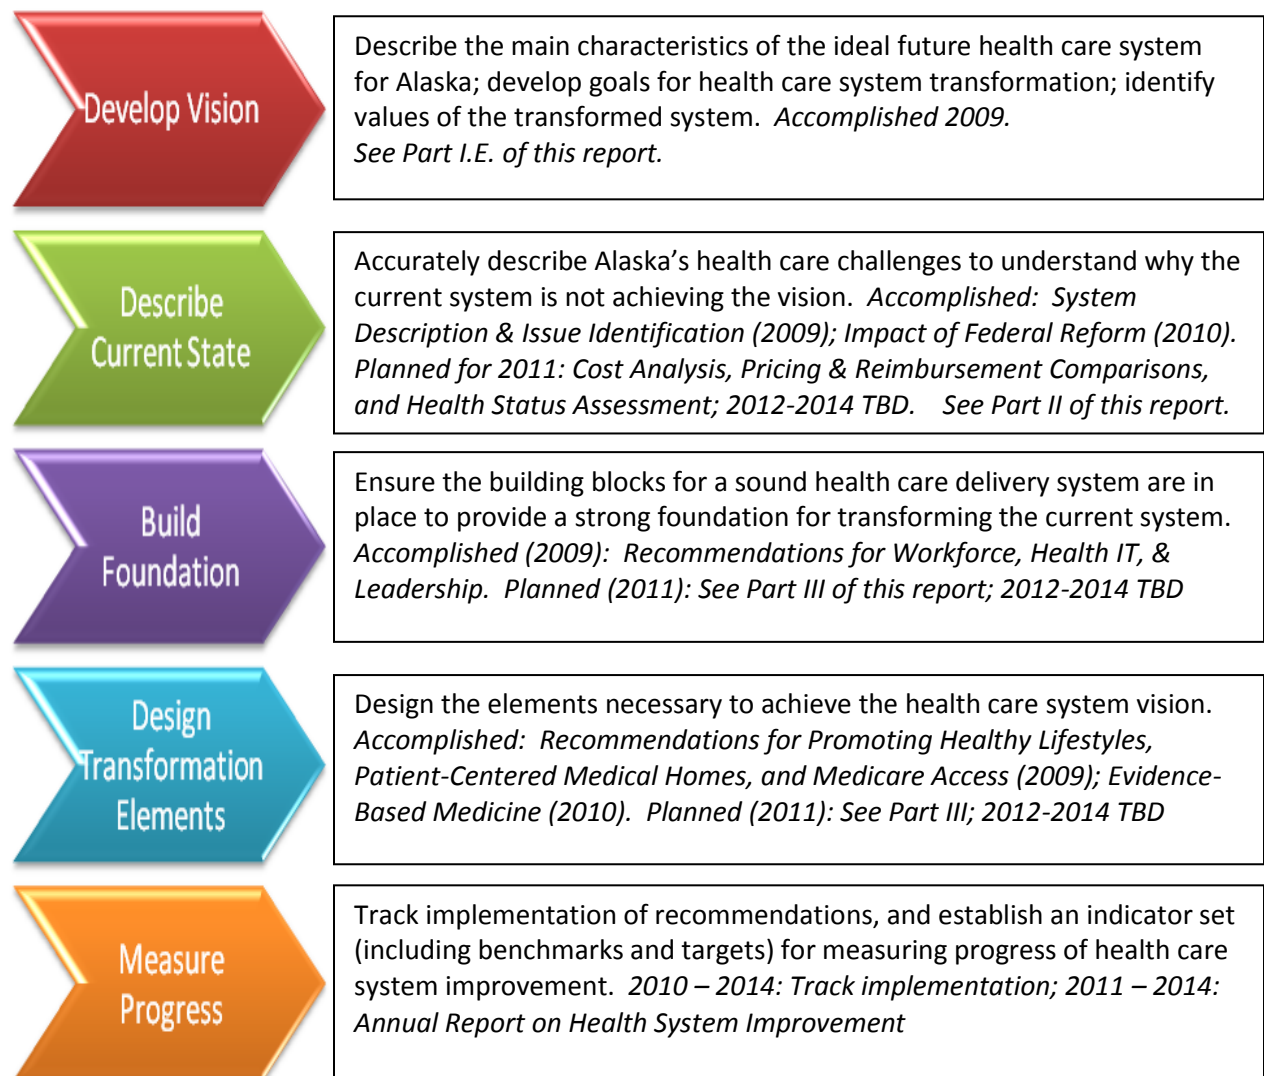 Develop Vision
Describe the main characteristics of the ideal future health care system
for Alaska; develop goals for health care system transformation; identify
values of the transformed system.  Accomplished 2009.
See Part I.E. of this report.
Describe
Current State
Accurately describe Alaska’s health care challenges to understand why the
current system is not achieving the vision.  Accomplished:  System
Description & Issue Identification (2009); Impact of Federal Reform (2010).
Planned for 2011: Cost Analysis, Pricing & Reimbursement Comparisons,
and Health Status Assessment; 2012-2014 TBD.    See Part II of this report.
Build
Foundation
Ensure the building blocks for a sound health care delivery system are in
place to provide a strong foundation for transforming the current system.
Accomplished (2009):  Recommendations for Workforce, Health IT, &
Leadership.  Planned (2011): See Part III of this report; 2012-2014 TBD
Design
Transformation
Elements
Design the elements necessary to achieve the health care system vision.
Accomplished:  Recommendations for Promoting Healthy Lifestyles,
Patient-Centered Medical Homes, and Medicare Access (2009); Evidence-
Based Medicine (2010).  Planned (2011): See Part III; 2012-2014 TBD
Measure
Progress
Track implementation of recommendations, and establish an indicator set
(including benchmarks and targets) for measuring progress of health care
system improvement.  2010 – 2014: Track implementation; 2011 – 2014:
Annual Report on Health System Improvement